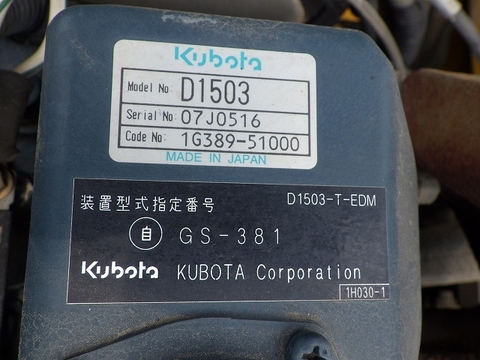 Kubota
Model No. D1503
Serial No. 07J0516
Code No. 1G389-51000
MADE IN JAPAN
装置型式指定番号 D1503-T-EDM
自 GS-381
Kubota KUBOTA Corporation
1H030-1